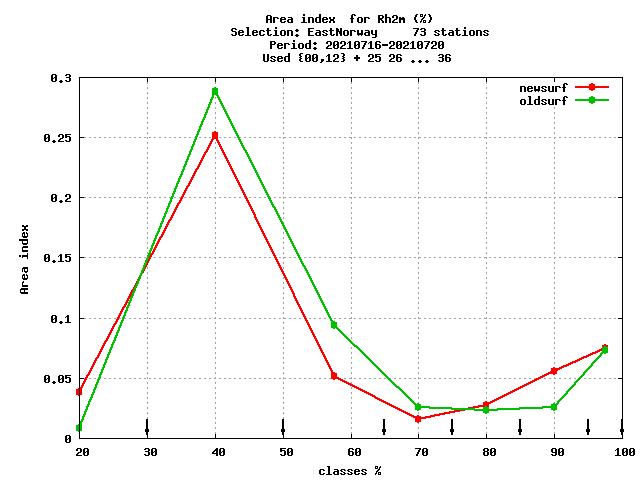 Area index  for Rh2m (%)
Selection: EastNorway     73 stations
Period: 20210716-20210720
Used {00,12} + 25 26 ... 36
newsurf
oldsurf
0.3
0.25
0.2
0.15
0.1
0.05
0
Area index
20 30 40 50 60 70 80 90 100
classes %